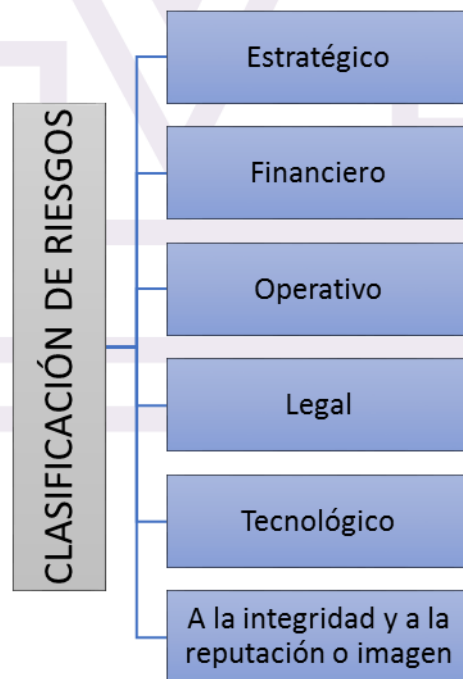 CLASIFICACIÓN DE RIESGOS
Estratégico
Financiero
Operativo
Legal
Tecnológico
A la integridad y a la
reputación o imagen